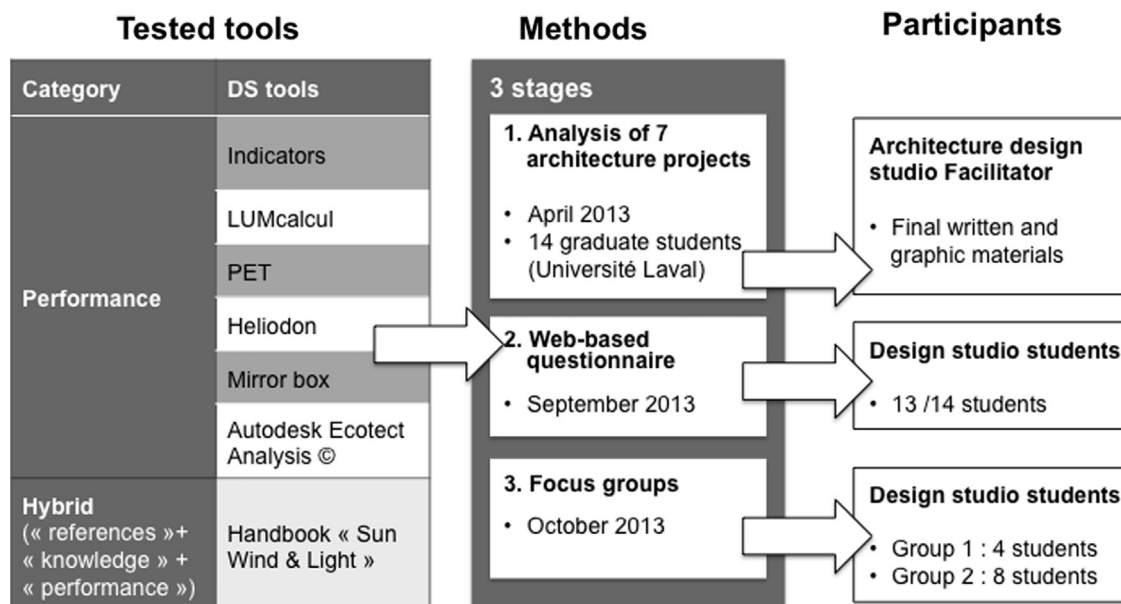 Tested tools
Category
DS tools
Performance
Indicators
LUMcalcul
PET
Heliodon
Mirror box
Autodesk Ecotect
Analysis ©
Hybrid
(« references »+
« knowledge » +
« performance »)
Handbook « Sun
Wind & Light »
Methods
3 stages
1. Analysis of 7
architecture projects
• April 2013
• 14 graduate students
(Université Laval)
2. Web-based
questionnaire
• September 2013
3. Focus groups
• October 2013
Participants
Architecture design
studio Facilitator
• Final written and
graphic materials
Design studio students
• 13 /14 students
Design studio students
• Group 1 : 4 students
• Group 2 : 8 students